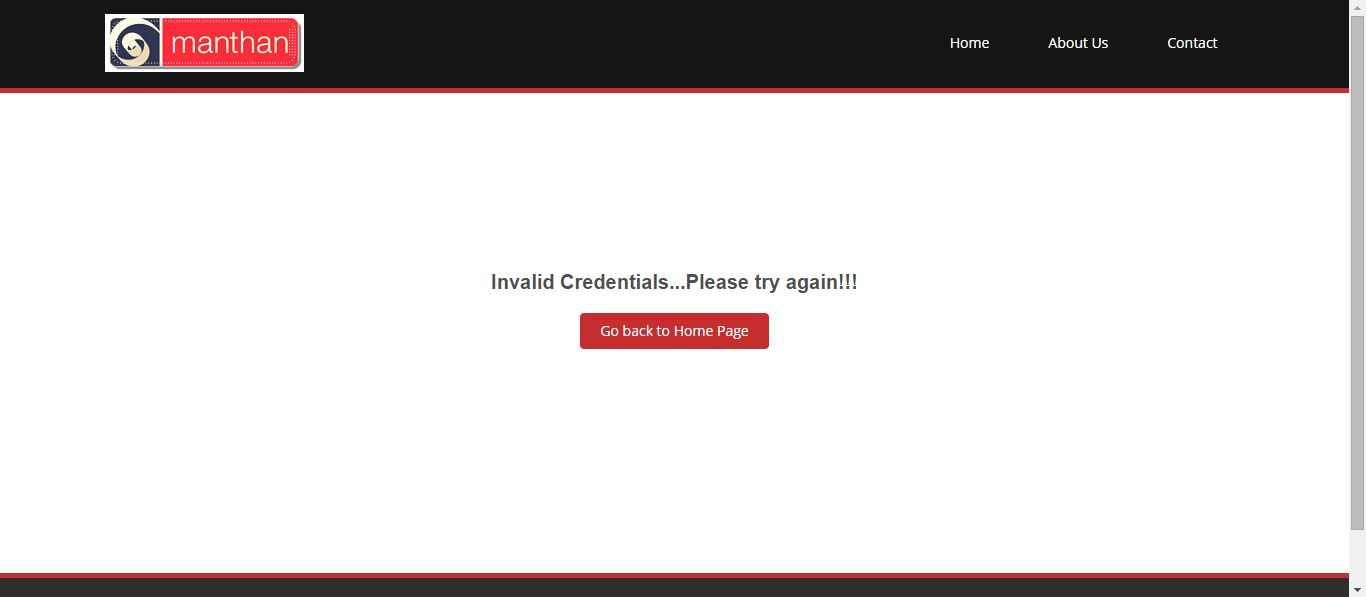 manthan
Home About Us Contact
Invalid Credentials...Please try again!!!
Go back to Home Page